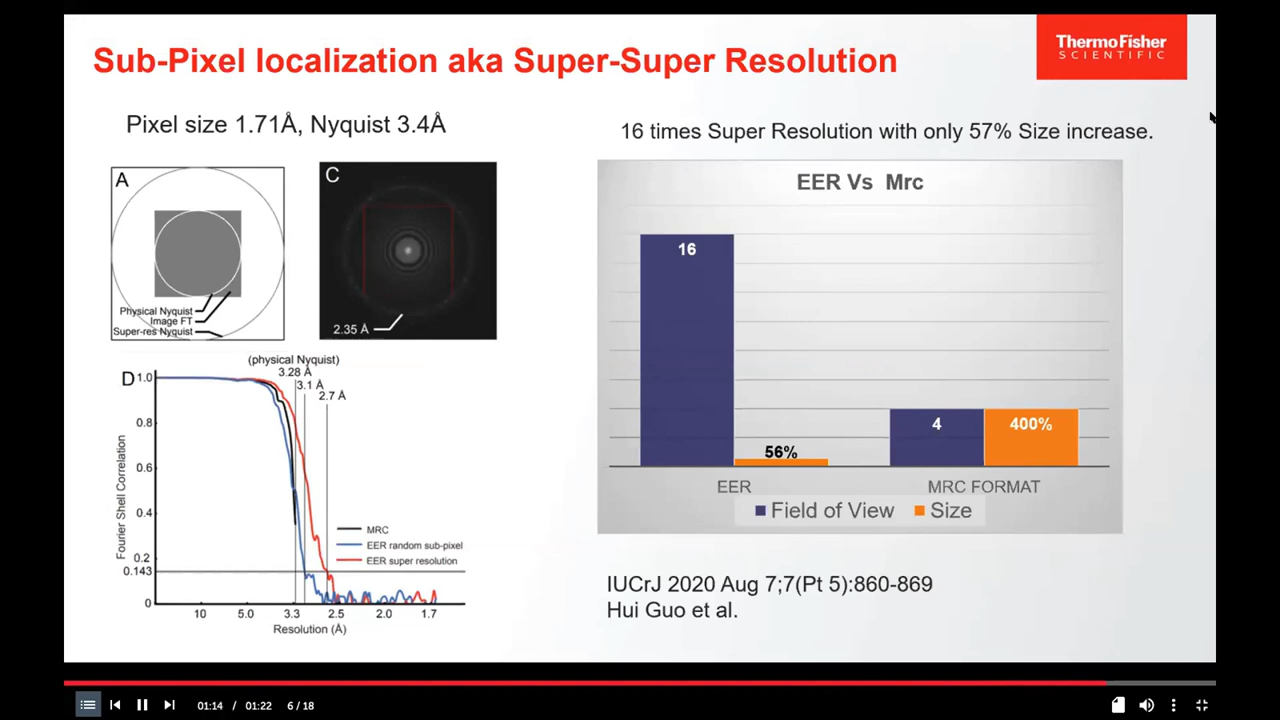 Sub-Pixel localization aka Super-Super Resolution
ThermoFisher
SCIENTIFIC
Pixel size 1.71Å, Nyquist 3.4Å
A
Physical Nyquist
Image FT
Super-res Nyquist
C
2.35 Å
D
(physical Nyquist)
3.28 Å
3.1 Å
2.7 Å
1.0
0.8
0.6
0.4
0.2
0.143
0
Fourier Shell Correlation
MRC
EER random sub-pixel
EER super resolution
10 5.0 3.3 2.5 2.0 1.7
Resolution (Å)
16 times Super Resolution with only 57% Size increase.
EER Vs Mrc
16
56%
4
400%
EER MRC FORMAT
Field of View Size
IUCrJ 2020 Aug 7;7(Pt 5):860-869
Hui Guo et al.
01:14 / 01:22 6 / 18